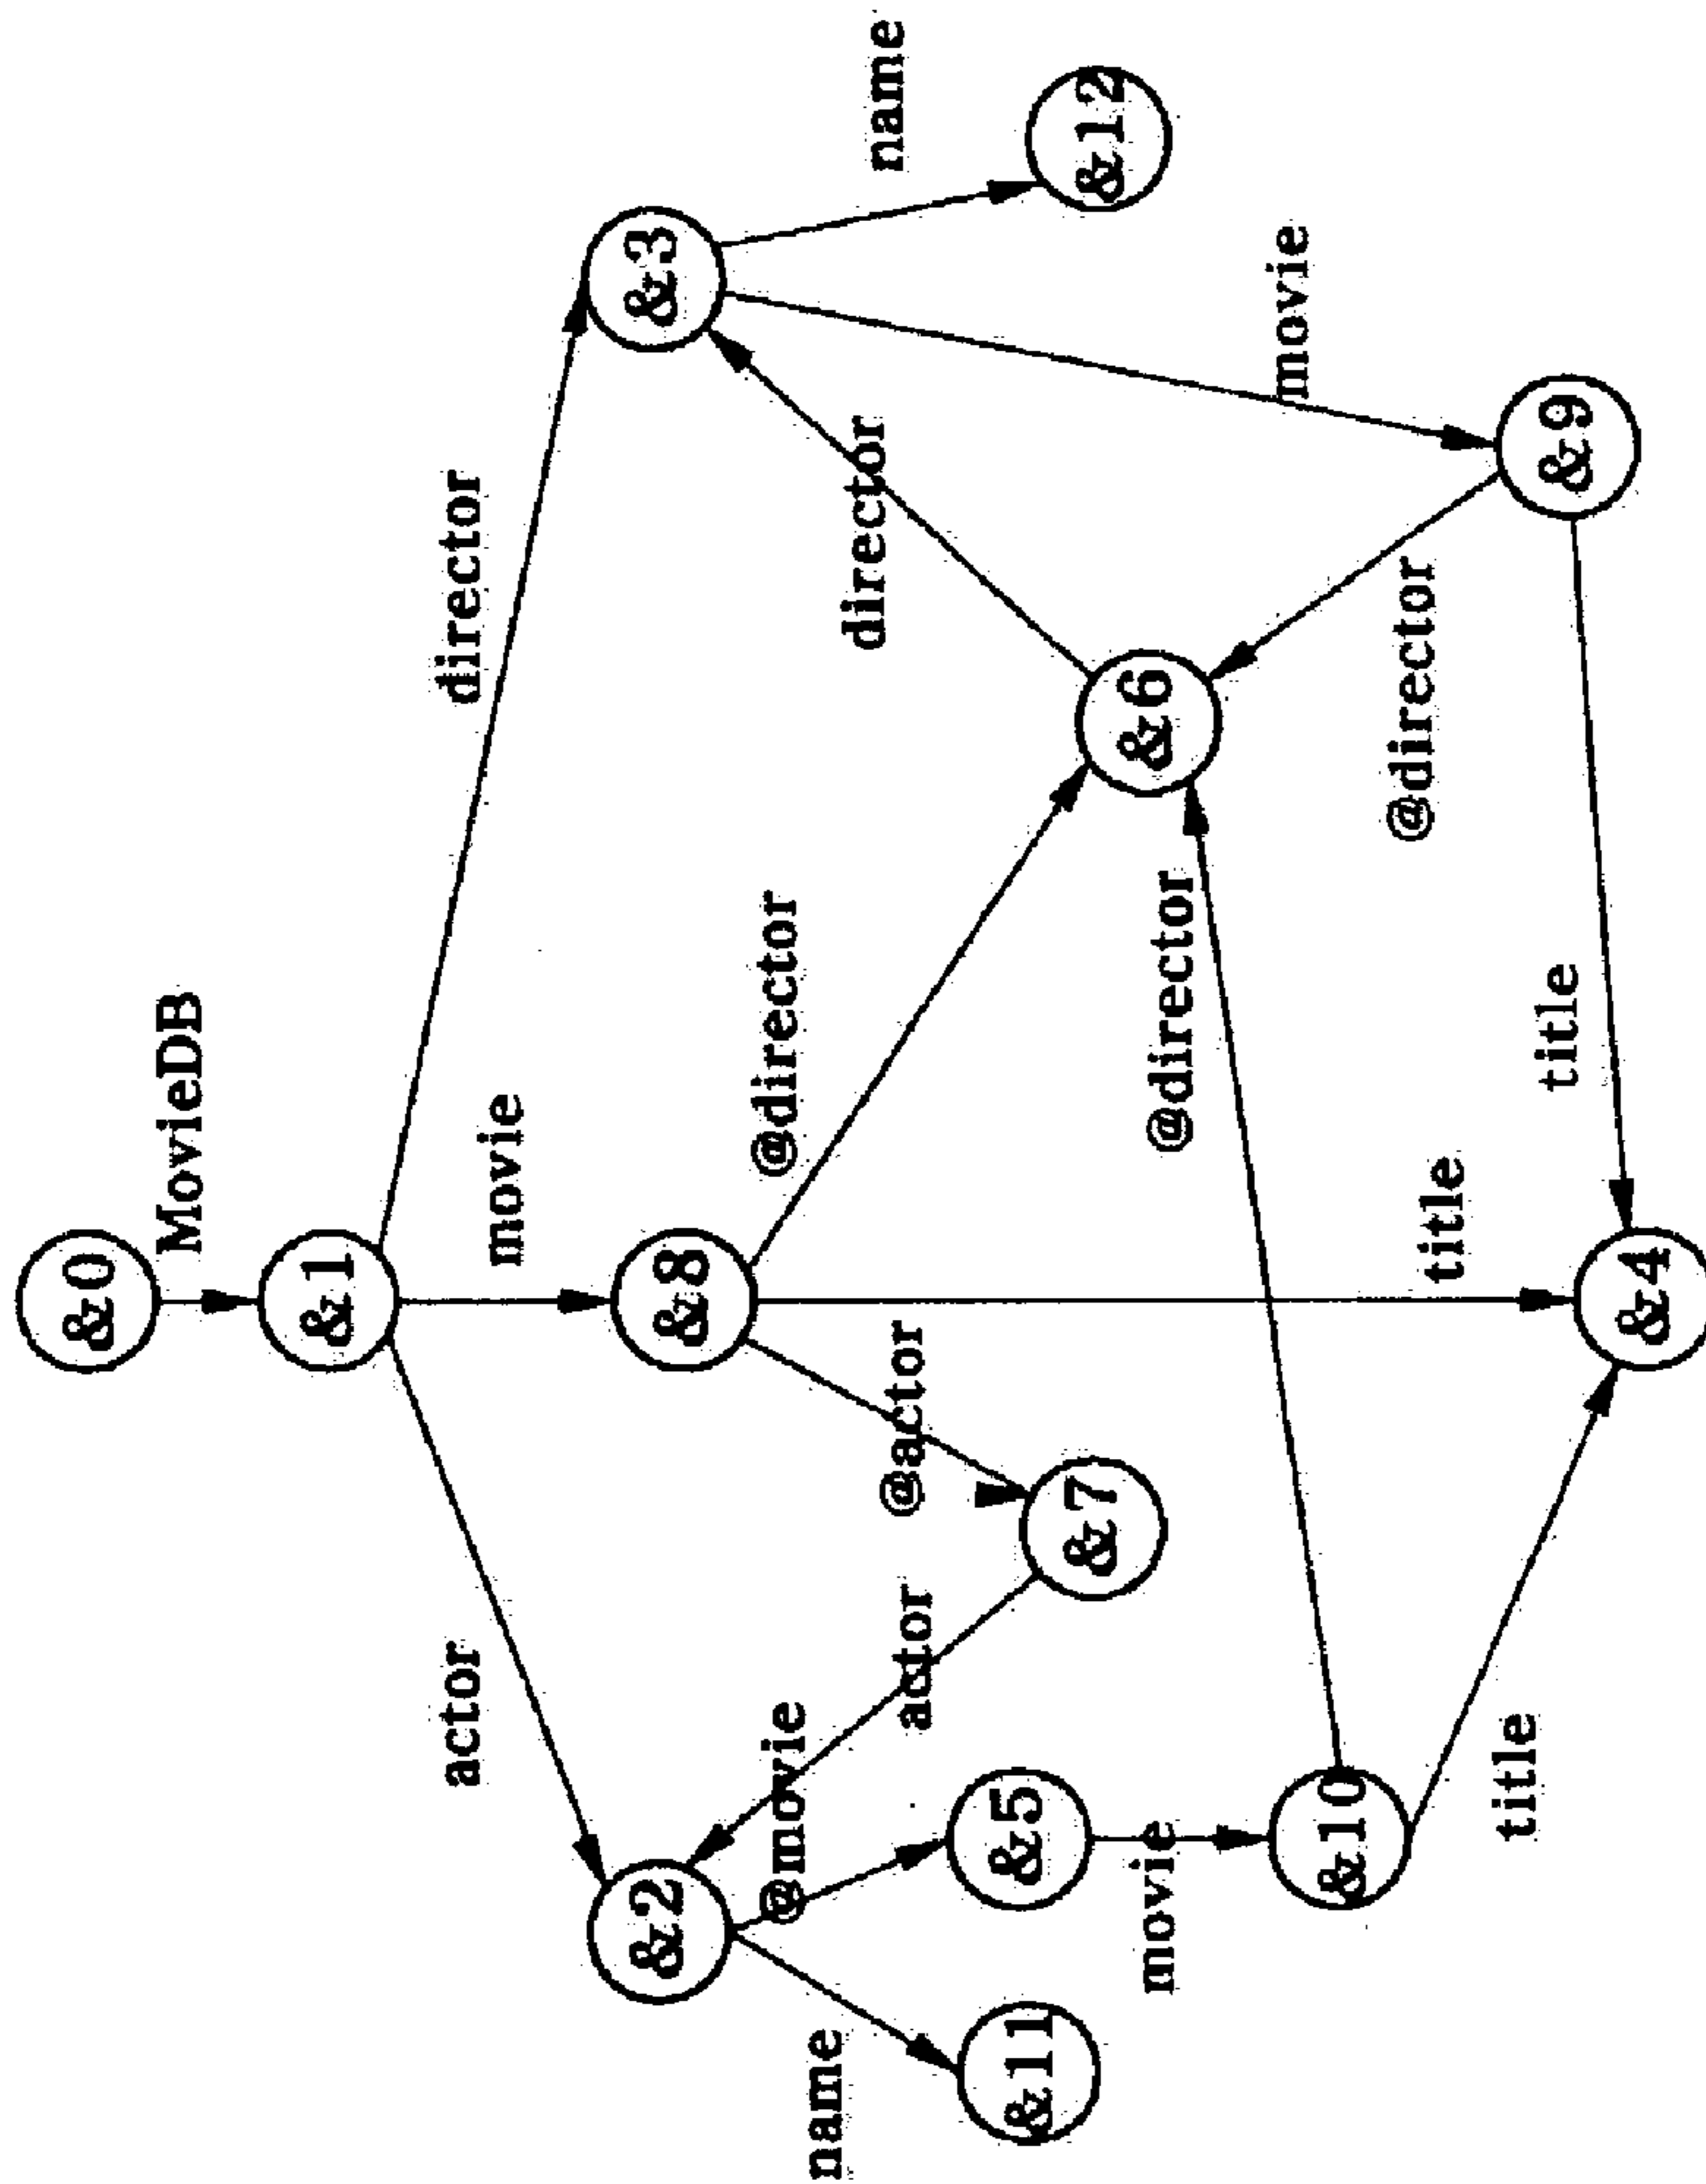 &0
MovieDB
&1
actor
movie
director
&2
&8
&3
name
@movie
actor
@actor
@director
director
name
&11
&5
&7
&6
&12
movie
@director
@director
movie
&10
&9
title
title
title
&4